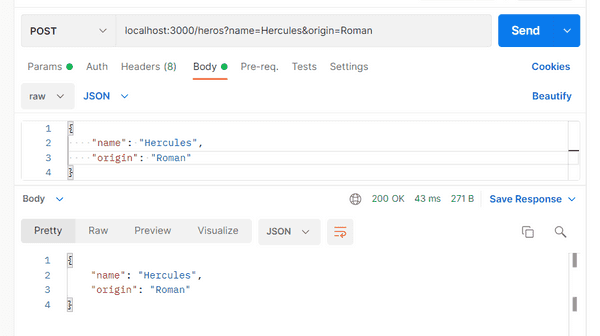 POST localhost:3000/heros?name=Hercules&origin=Roman Send
Params Auth Headers (8) Body Pre-req. Tests Settings Cookies
raw JSON Beautify
1 {
2 "name": "Hercules",
3 "origin": "Roman"
4 }
Body 200 OK 43 ms 271 B Save Response
Pretty Raw Preview Visualize JSON
1 {
2 "name": "Hercules",
3 "origin": "Roman"
4 }